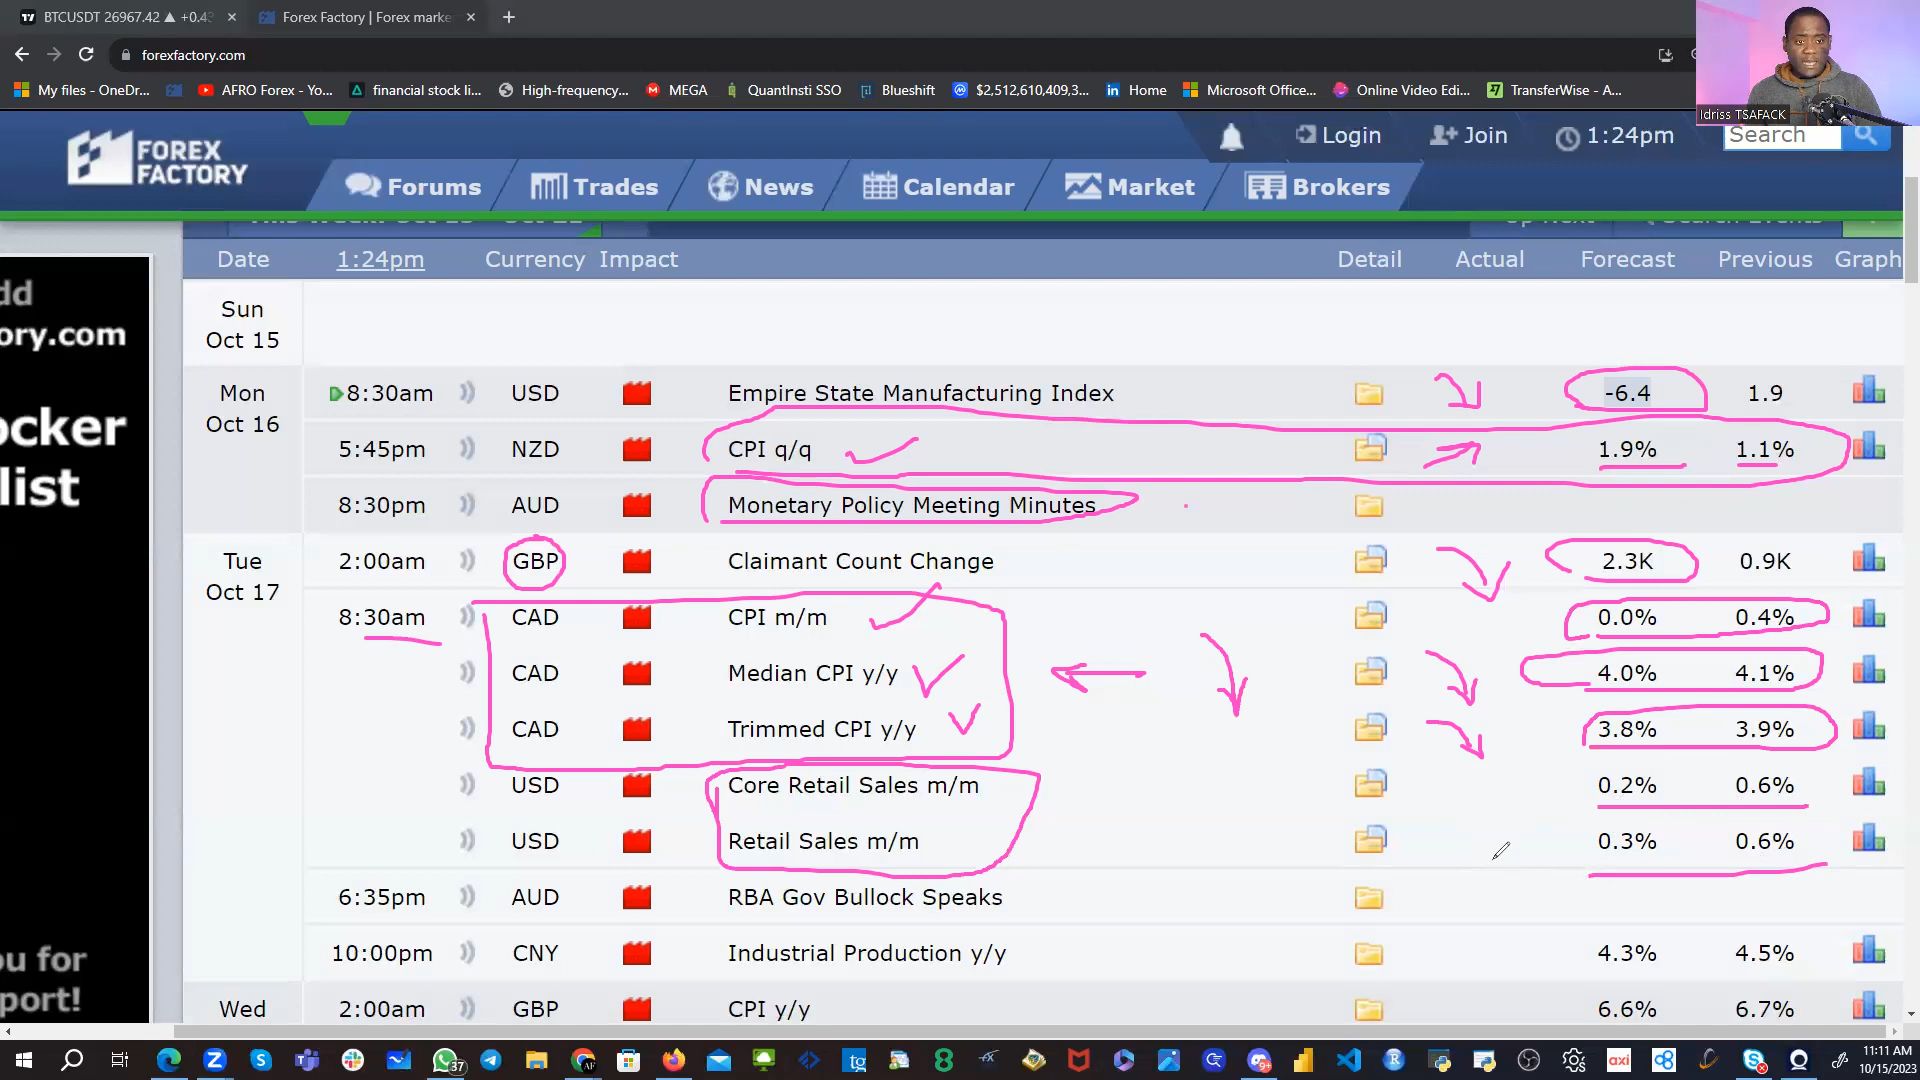 BTCUSDT 26967.42 ▲ +0.43
Forex Factory | Forex marke
forexfactory.com
My files - OneDr...
AFRO Forex - Yo...
financial stock li...
High-frequency...
MEGA
QuantInsti SSO
Blueshift
$2,512,610,409,3...
Home
Microsoft Office...
Online Video Edi...
TransferWise - A...
Idriss TSAFACK
FOREX
FACTORY
Login
Join
1:24pm
Search
Forums
Trades
News
Calendar
Market
Brokers
Date 1:24pm Currency Impact Detail Actual Forecast Previous Graph
Sun
Oct 15
Mon
Oct 16
8:30am USD Empire State Manufacturing Index -6.4 1.9
5:45pm NZD CPI q/q 1.9% 1.1%
8:30pm AUD Monetary Policy Meeting Minutes
Tue
Oct 17
2:00am GBP Claimant Count Change 2.3K 0.9K
8:30am CAD CPI m/m 0.0% 0.4%
CAD Median CPI y/y 4.0% 4.1%
CAD Trimmed CPI y/y 3.8% 3.9%
USD Core Retail Sales m/m 0.2% 0.6%
USD Retail Sales m/m 0.3% 0.6%
6:35pm AUD RBA Gov Bullock Speaks
10:00pm CNY Industrial Production y/y 4.3% 4.5%
Wed 2:00am GBP CPI y/y 6.6% 6.7%
dd
ory.com
ocker
list
ou for
port!
37
9+
axi
11:11 AM
10/15/2023